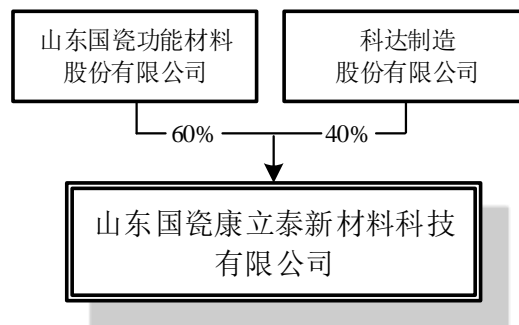 山东国瓷功能材料
股份有限公司
科达制造
股份有限公司
60%
40%
山东国瓷康立泰新材料科技
有限公司